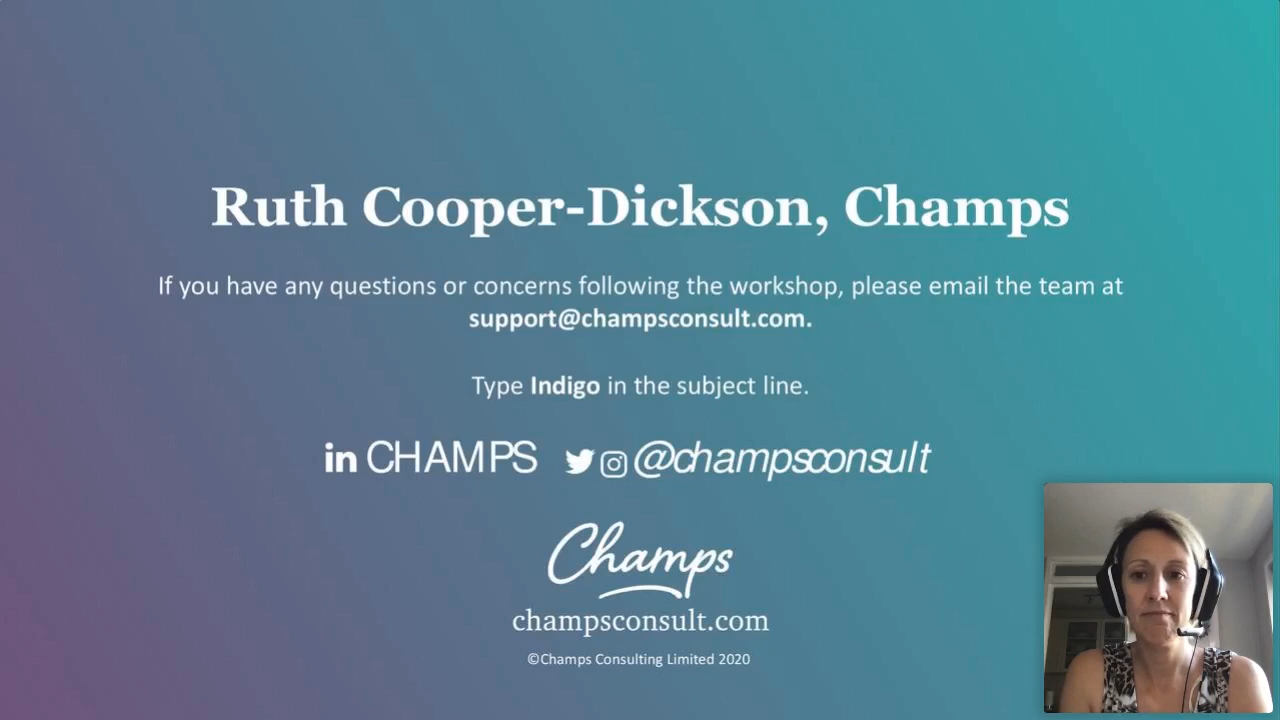 Ruth Cooper-Dickson, Champs
If you have any questions or concerns following the workshop, please email the team at
support@champsconsult.com.
Type Indigo in the subject line.
in CHAMPS @champsconsult
Champs
champsconsult.com
©Champs Consulting Limited 2020